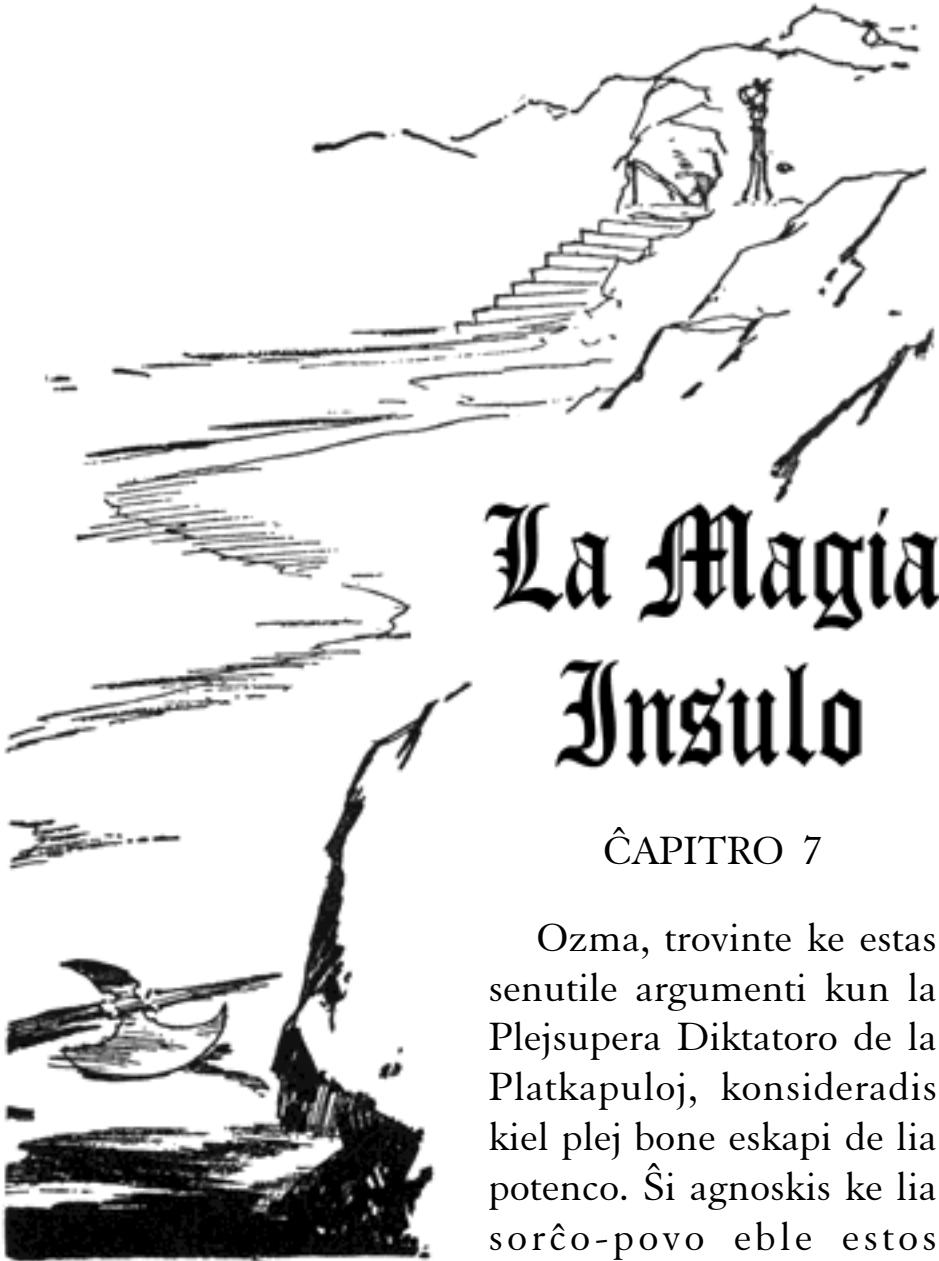 La Magia
Insulo
ĈAPITRO 7
Ozma, trovinte ke estas
senutile argumenti kun la
Plejsupera Diktatoro de la
Platkapuloj, konsideradis
kiel plej bone eskapi de lia
potenco. Ŝi agnoskis ke lia
sorĉo-povo eble estos